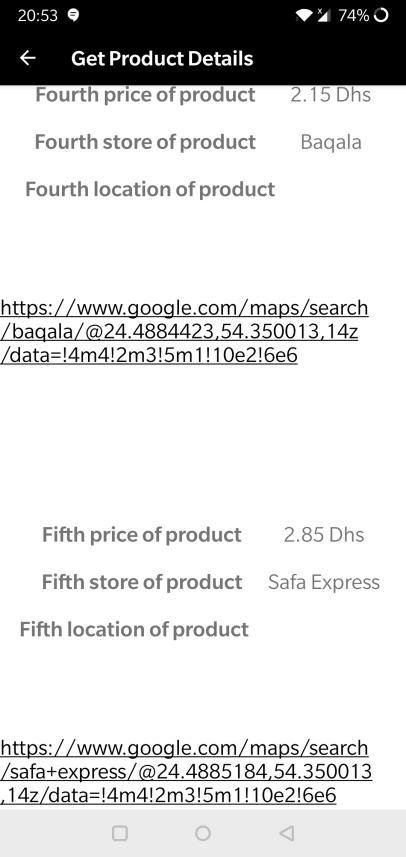 20:53 74%
Get Product Details
Fourth price of product 2.15 Dhs
Fourth store of product Baqala
Fourth location of product
https://www.google.com/maps/search
/baqala/@24.4884423,54.350013,14z
/data=!4m4!2m3!5m1!10e2!6e6
Fifth price of product 2.85 Dhs
Fifth store of product Safa Express
Fifth location of product
https://www.google.com/maps/search
/safa+express/@24.4885184,54.350013
,14z/data=!4m4!2m3!5m1!10e2!6e6